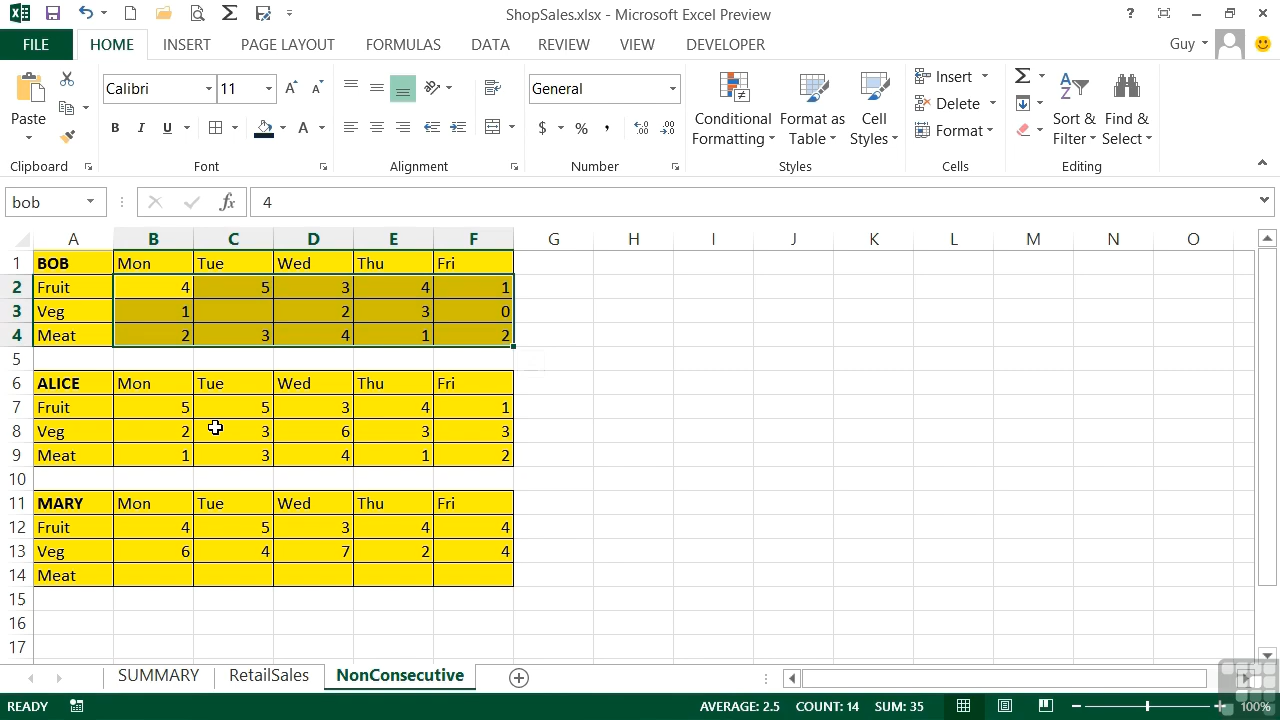 ShopSales.xlsx - Microsoft Excel Preview
?
FILE HOME INSERT PAGE LAYOUT FORMULAS DATA REVIEW VIEW DEVELOPER Guy
Paste
Calibri 11
B I U A
General
$ % ,
Conditional Formatting
Format as Table
Cell Styles
Insert
Delete
Format
Sort & Filter
Find & Select
Clipboard Font Alignment Number Styles Cells Editing
bob fx 4
A B C D E F G H I J K L M N O
1 BOB Mon Tue Wed Thu Fri
2 Fruit 4 5 3 4 1
3 Veg 1 2 3 0
4 Meat 2 3 4 1 2
5
6 ALICE Mon Tue Wed Thu Fri
7 Fruit 5 5 3 4 1
8 Veg 2 3 6 3 3
9 Meat 1 3 4 1 2
10
11 MARY Mon Tue Wed Thu Fri
12 Fruit 4 5 3 4 4
13 Veg 6 4 7 2 4
14 Meat
15
16
17
SUMMARY RetailSales NonConsecutive
READY AVERAGE: 2.5 COUNT: 14 SUM: 35 100%